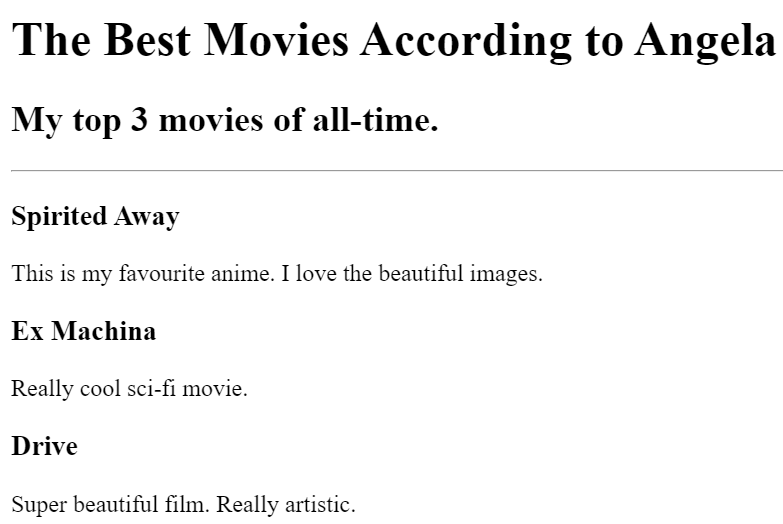 The Best Movies According to Angela
My top 3 movies of all-time.
Spirited Away
This is my favourite anime. I love the beautiful images.
Ex Machina
Really cool sci-fi movie.
Drive
Super beautiful film. Really artistic.